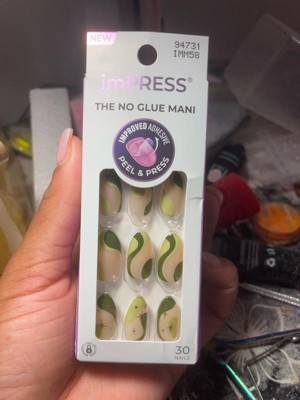 NEW
94731
IMM58
imPRESS®
THE NO GLUE MANI
IMPROVED ADHESIVE
PEEL & PRESS
30
NAILS